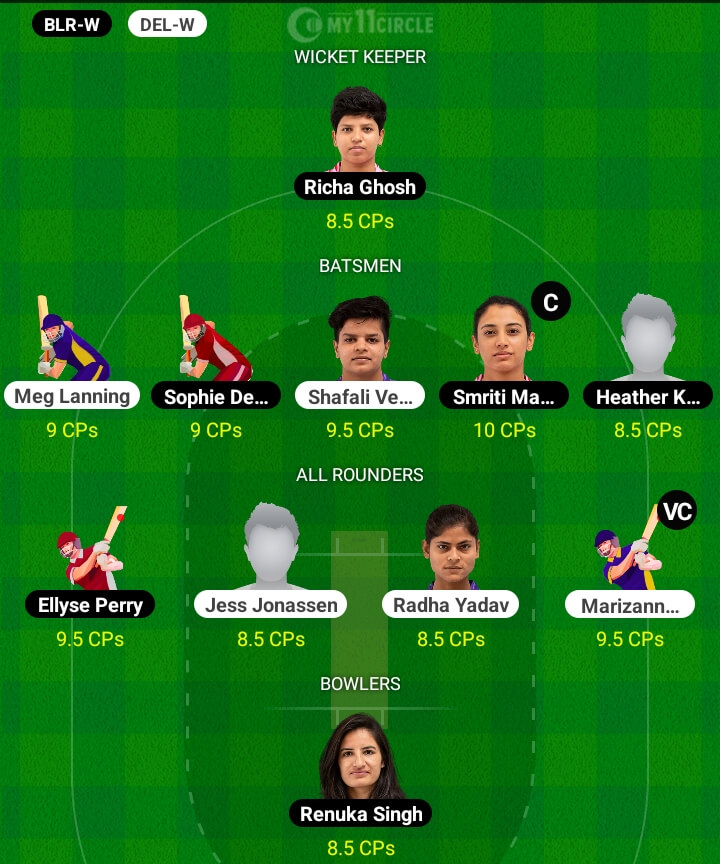 BLR-W DEL-W MY11CIRCLE
WICKET KEEPER
Richa Ghosh
8.5 CPs
BATSMEN
C
Meg Lanning Sophie De... Shafali Ve... Smriti Ma... Heather K...
9 CPs 9 CPs 9.5 CPs 10 CPs 8.5 CPs
ALL ROUNDERS
VC
Ellyse Perry Jess Jonassen Radha Yadav Marizann...
9.5 CPs 8.5 CPs 8.5 CPs 9.5 CPs
BOWLERS
Renuka Singh
8.5 CPs